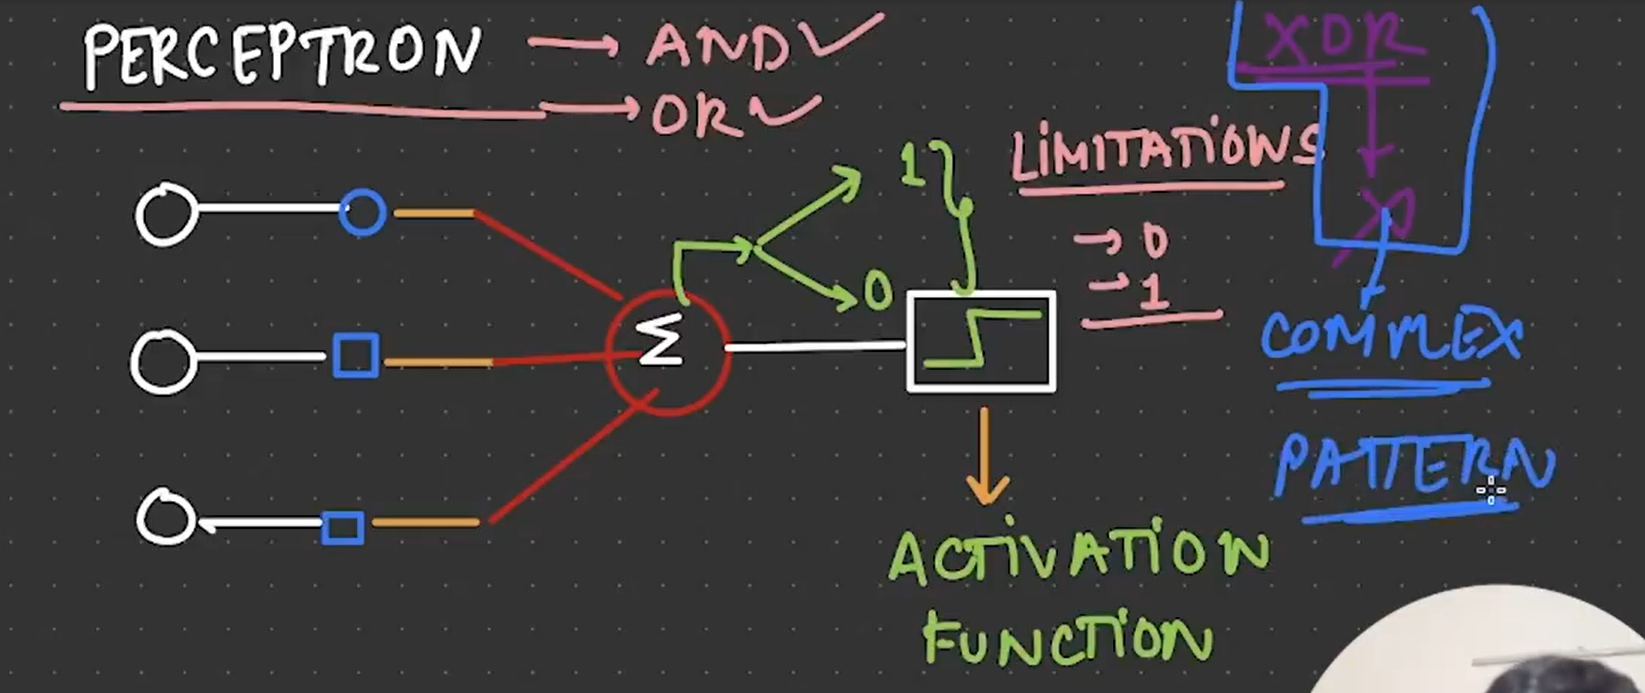 PERCEPTRON → AND ✓
→ OR ✓
XOR
LIMITATIONS
→ 0
→ 1
1
0
Σ
COMPLEX
PATTERN
ACTIVATION
FUNCTION